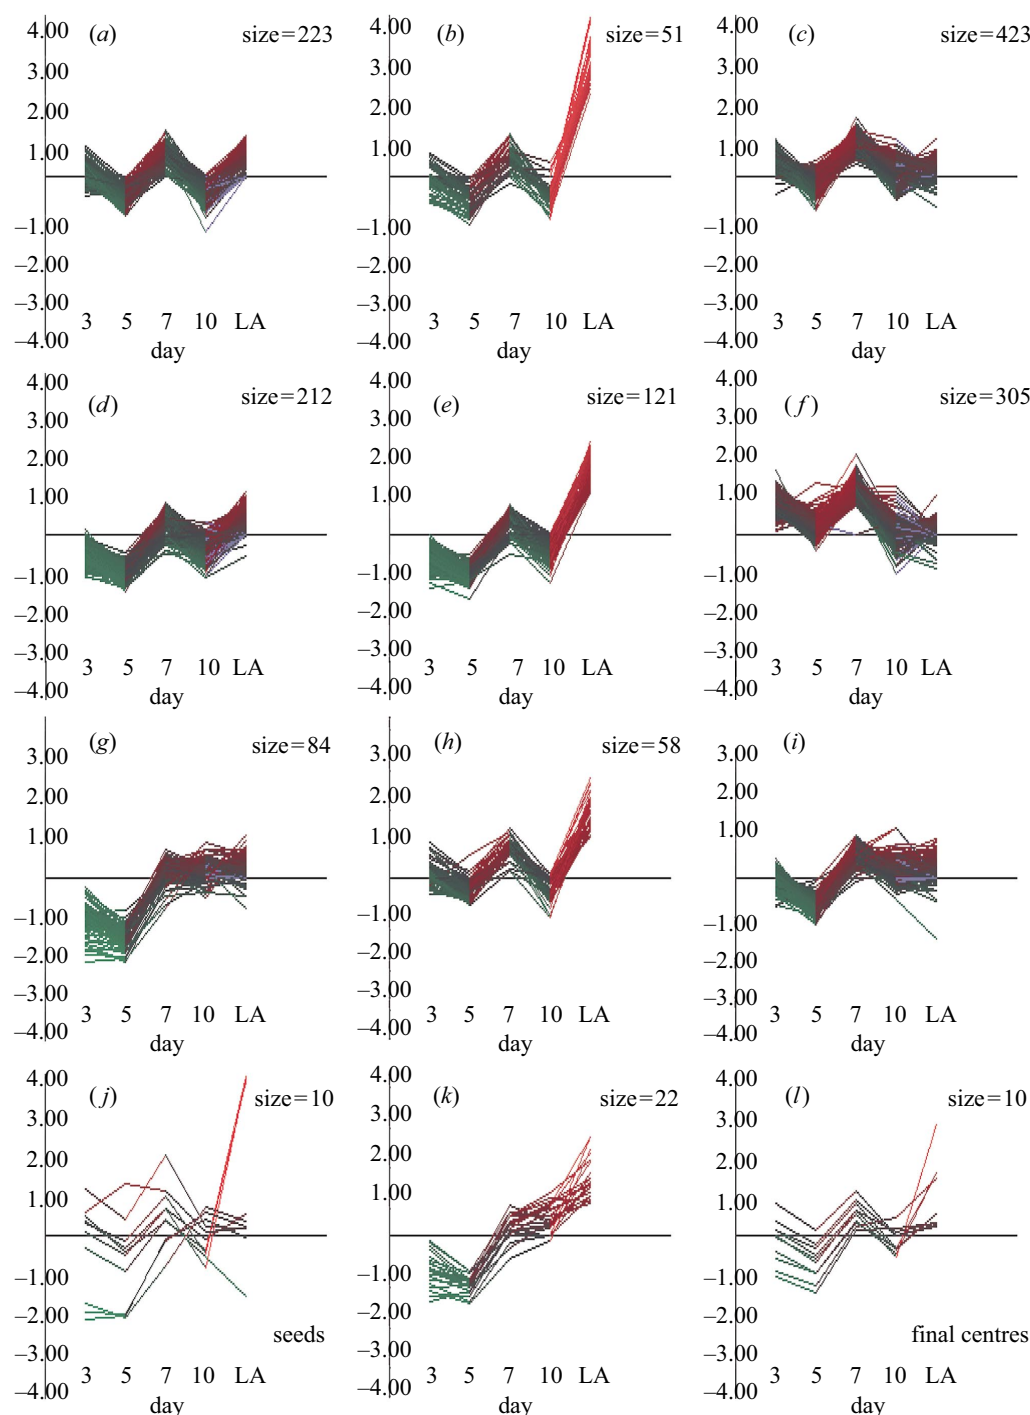 (a) size=223
4.00
3.00
2.00
1.00
–1.00
–2.00
–3.00
–4.00
3 5 7 10 LA
day
(b) size=51
4.00
3.00
2.00
1.00
–1.00
–2.00
–3.00
–4.00
3 5 7 10 LA
day
(c) size=423
4.00
3.00
2.00
1.00
–1.00
–2.00
–3.00
–4.00
3 5 7 10 LA
day
(d) size=212
4.00
3.00
2.00
1.00
–1.00
–2.00
–3.00
–4.00
3 5 7 10 LA
day
(e) size=121
4.00
3.00
2.00
1.00
–1.00
–2.00
–3.00
–4.00
3 5 7 10 LA
day
(f) size=305
4.00
3.00
2.00
1.00
–1.00
–2.00
–3.00
–4.00
3 5 7 10 LA
day
(g) size=84
3.00
2.00
1.00
–1.00
–2.00
–3.00
–4.00
3 5 7 10 LA
day
(h) size=58
3.00
2.00
1.00
–1.00
–2.00
–3.00
–4.00
3 5 7 10 LA
day
(i)
3.00
2.00
1.00
–1.00
–2.00
–3.00
–4.00
3 5 7 10 LA
day
(j) size=10
4.00
3.00
2.00
1.00
–1.00
–2.00
–3.00
–4.00
seeds
3 5 7 10 LA
day
(k) size=22
4.00
3.00
2.00
1.00
–1.00
–2.00
–3.00
–4.00
3 5 7 10 LA
day
(l) size=10
4.00
3.00
2.00
1.00
–1.00
–2.00
–3.00
–4.00
final centres
3 5 7 10 LA
day